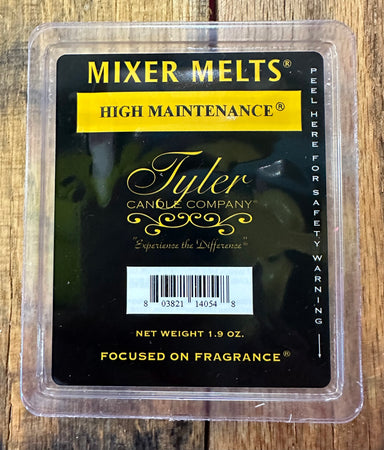 MIXER MELTS®
HIGH MAINTENANCE®
Tyler
CANDLE COMPANY™
"Experience the Difference"®
8 03821 14054 8
NET WEIGHT 1.9 OZ.
FOCUSED ON FRAGRANCE®
PEEL HERE FOR SAFETY WARNING